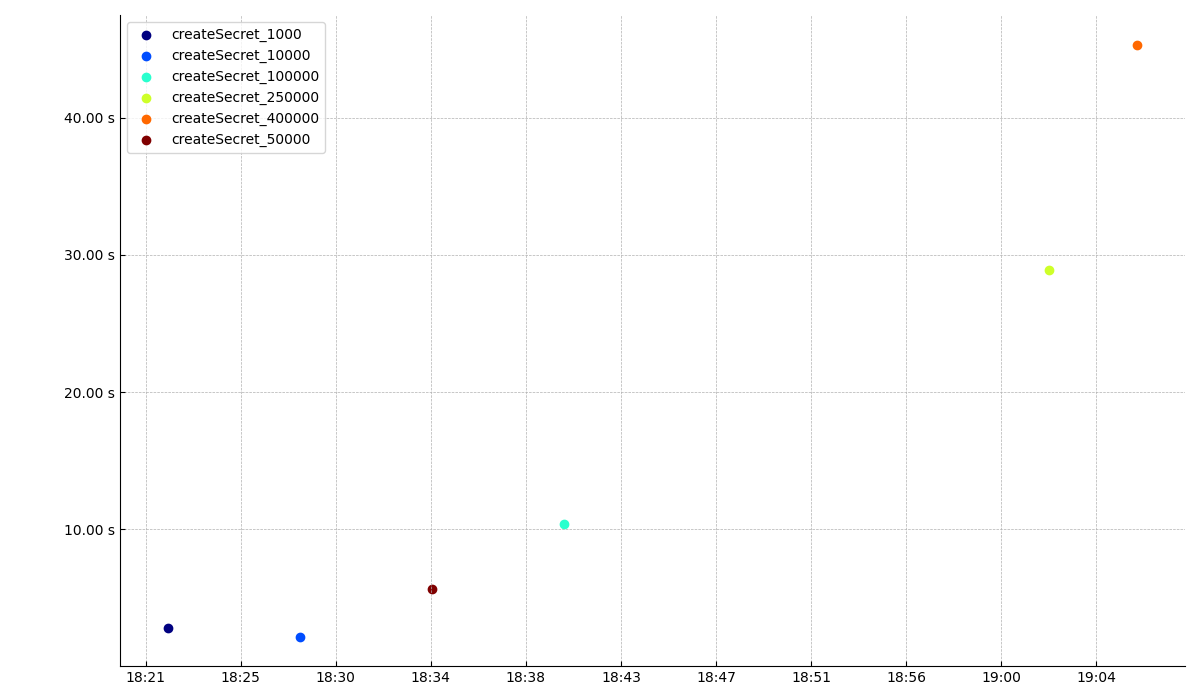 createSecret_1000
createSecret_10000
createSecret_100000
createSecret_250000
createSecret_400000
createSecret_50000
40.00 s
30.00 s
20.00 s
10.00 s
18:21 18:25 18:30 18:34 18:38 18:43 18:47 18:51 18:56 19:00 19:04